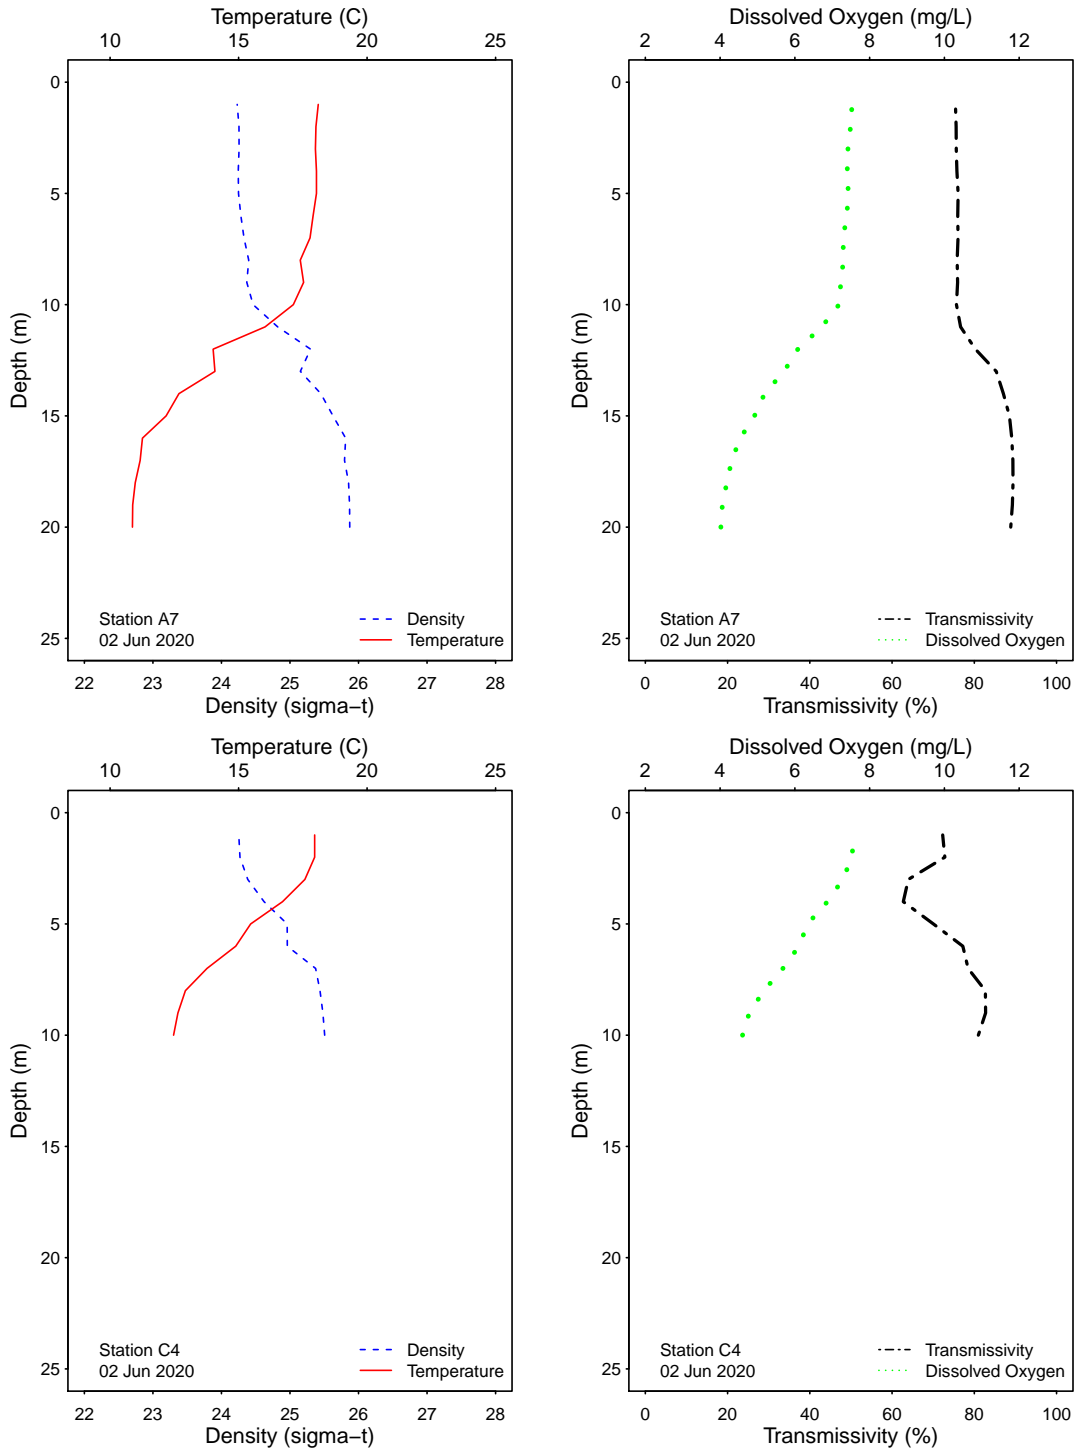 Temperature (C)
10 15 20 25
Depth (m)
0
5
10
15
20
25
Station A7
02 Jun 2020
Density
Temperature
22 23 24 25 26 27 28
Density (sigma−t)
Dissolved Oxygen (mg/L)
2 4 6 8 10 12
Depth (m)
0
5
10
15
20
25
Station A7
02 Jun 2020
Transmissivity
Dissolved Oxygen
0 20 40 60 80 100
Transmissivity (%)
Temperature (C)
10 15 20 25
Depth (m)
0
5
10
15
20
25
Station C4
02 Jun 2020
Density
Temperature
22 23 24 25 26 27 28
Density (sigma−t)
Dissolved Oxygen (mg/L)
2 4 6 8 10 12
Depth (m)
0
5
10
15
20
25
Station C4
02 Jun 2020
Transmissivity
Dissolved Oxygen
0 20 40 60 80 100
Transmissivity (%)